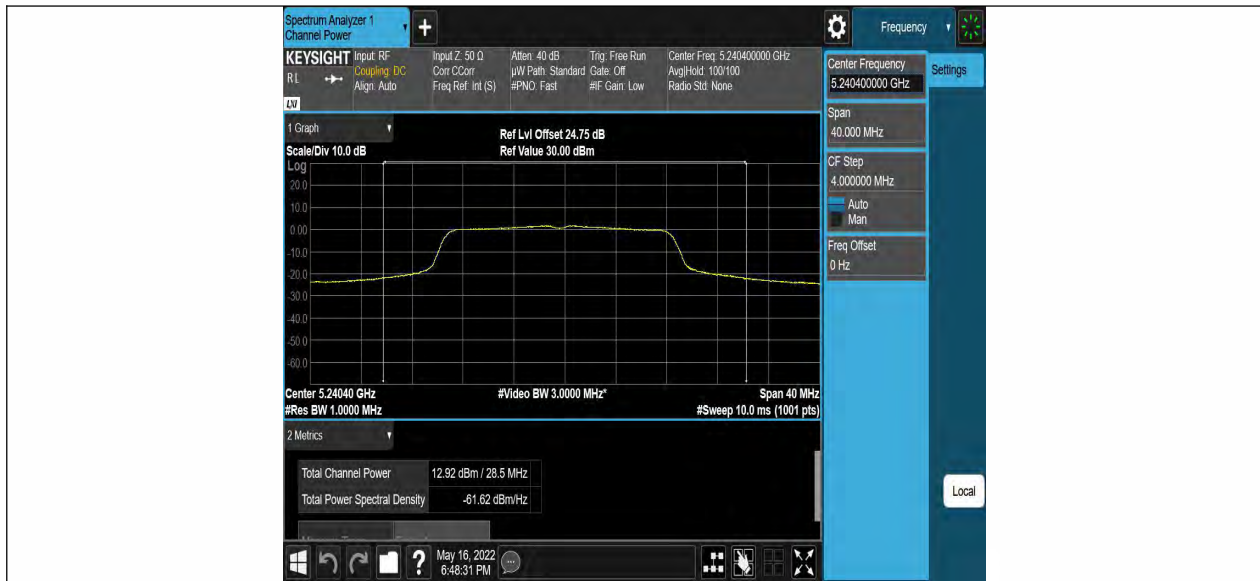 Spectrum Analyzer 1
Channel Power
+
Frequency
KEYSIGHT
RL
LXI
Input: RF
Coupling: DC
Align: Auto
Input Z: 50 Ω
Corr CCorr
Freq Ref: Int (S)
Atten: 40 dB
µW Path: Standard
#PNO: Fast
Trig: Free Run
Gate: Off
#IF Gain: Low
Center Freq: 5.240400000 GHz
Avg|Hold: 100/100
Radio Std: None
Center Frequency
5.240400000 GHz
Settings
Span
40.000 MHz
CF Step
4.000000 MHz
Auto
Man
Freq Offset
0 Hz
1 Graph
Scale/Div 10.0 dB
Ref Lvl Offset 24.75 dB
Ref Value 30.00 dBm
Log
20.0
10.0
0.00
-10.0
-20.0
-30.0
-40.0
-50.0
-60.0
Center 5.24040 GHz
#Video BW 3.0000 MHz*
Span 40 MHz
#Res BW 1.0000 MHz
#Sweep 10.0 ms (1001 pts)
2 Metrics
Total Channel Power 12.92 dBm / 28.5 MHz
Total Power Spectral Density -61.62 dBm/Hz
Local
?
May 16, 2022
6:48:31 PM